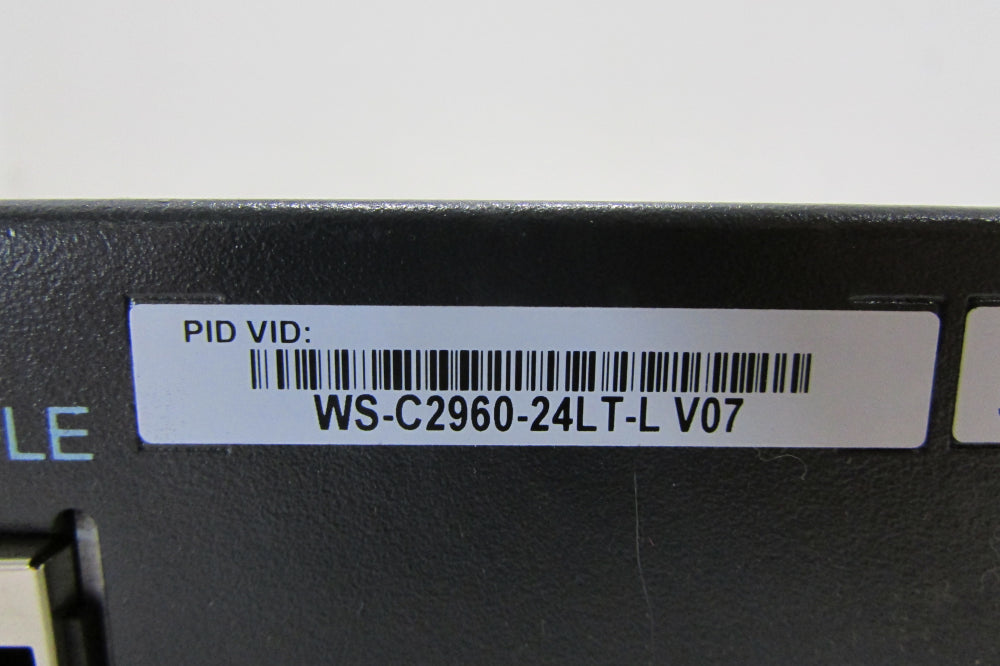 PID VID:
WS-C2960-24LT-L V07
LE